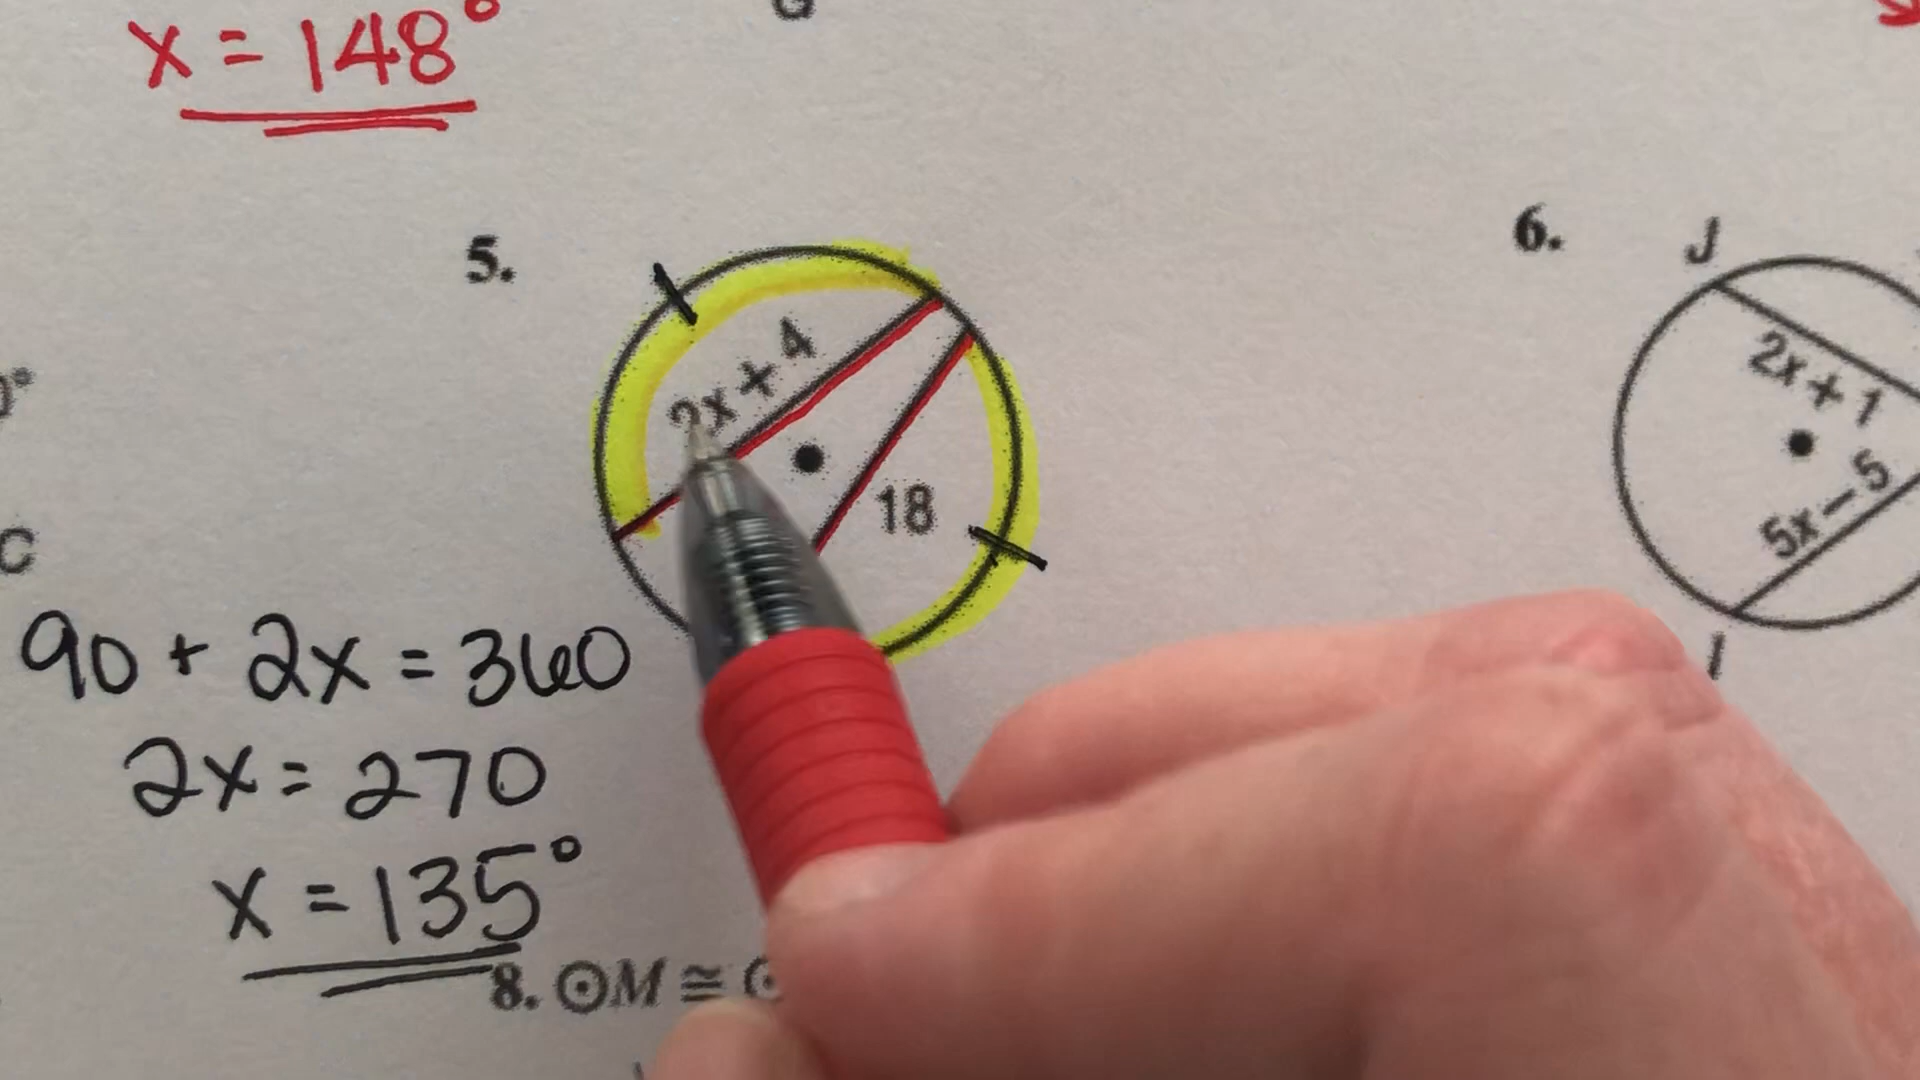 x = 148°
5.
2x + 4
18
6.
J
2x + 1
5x – 5
I
C
90 + 2x = 360
2x = 270
x = 135°
8. ⊙M ≅